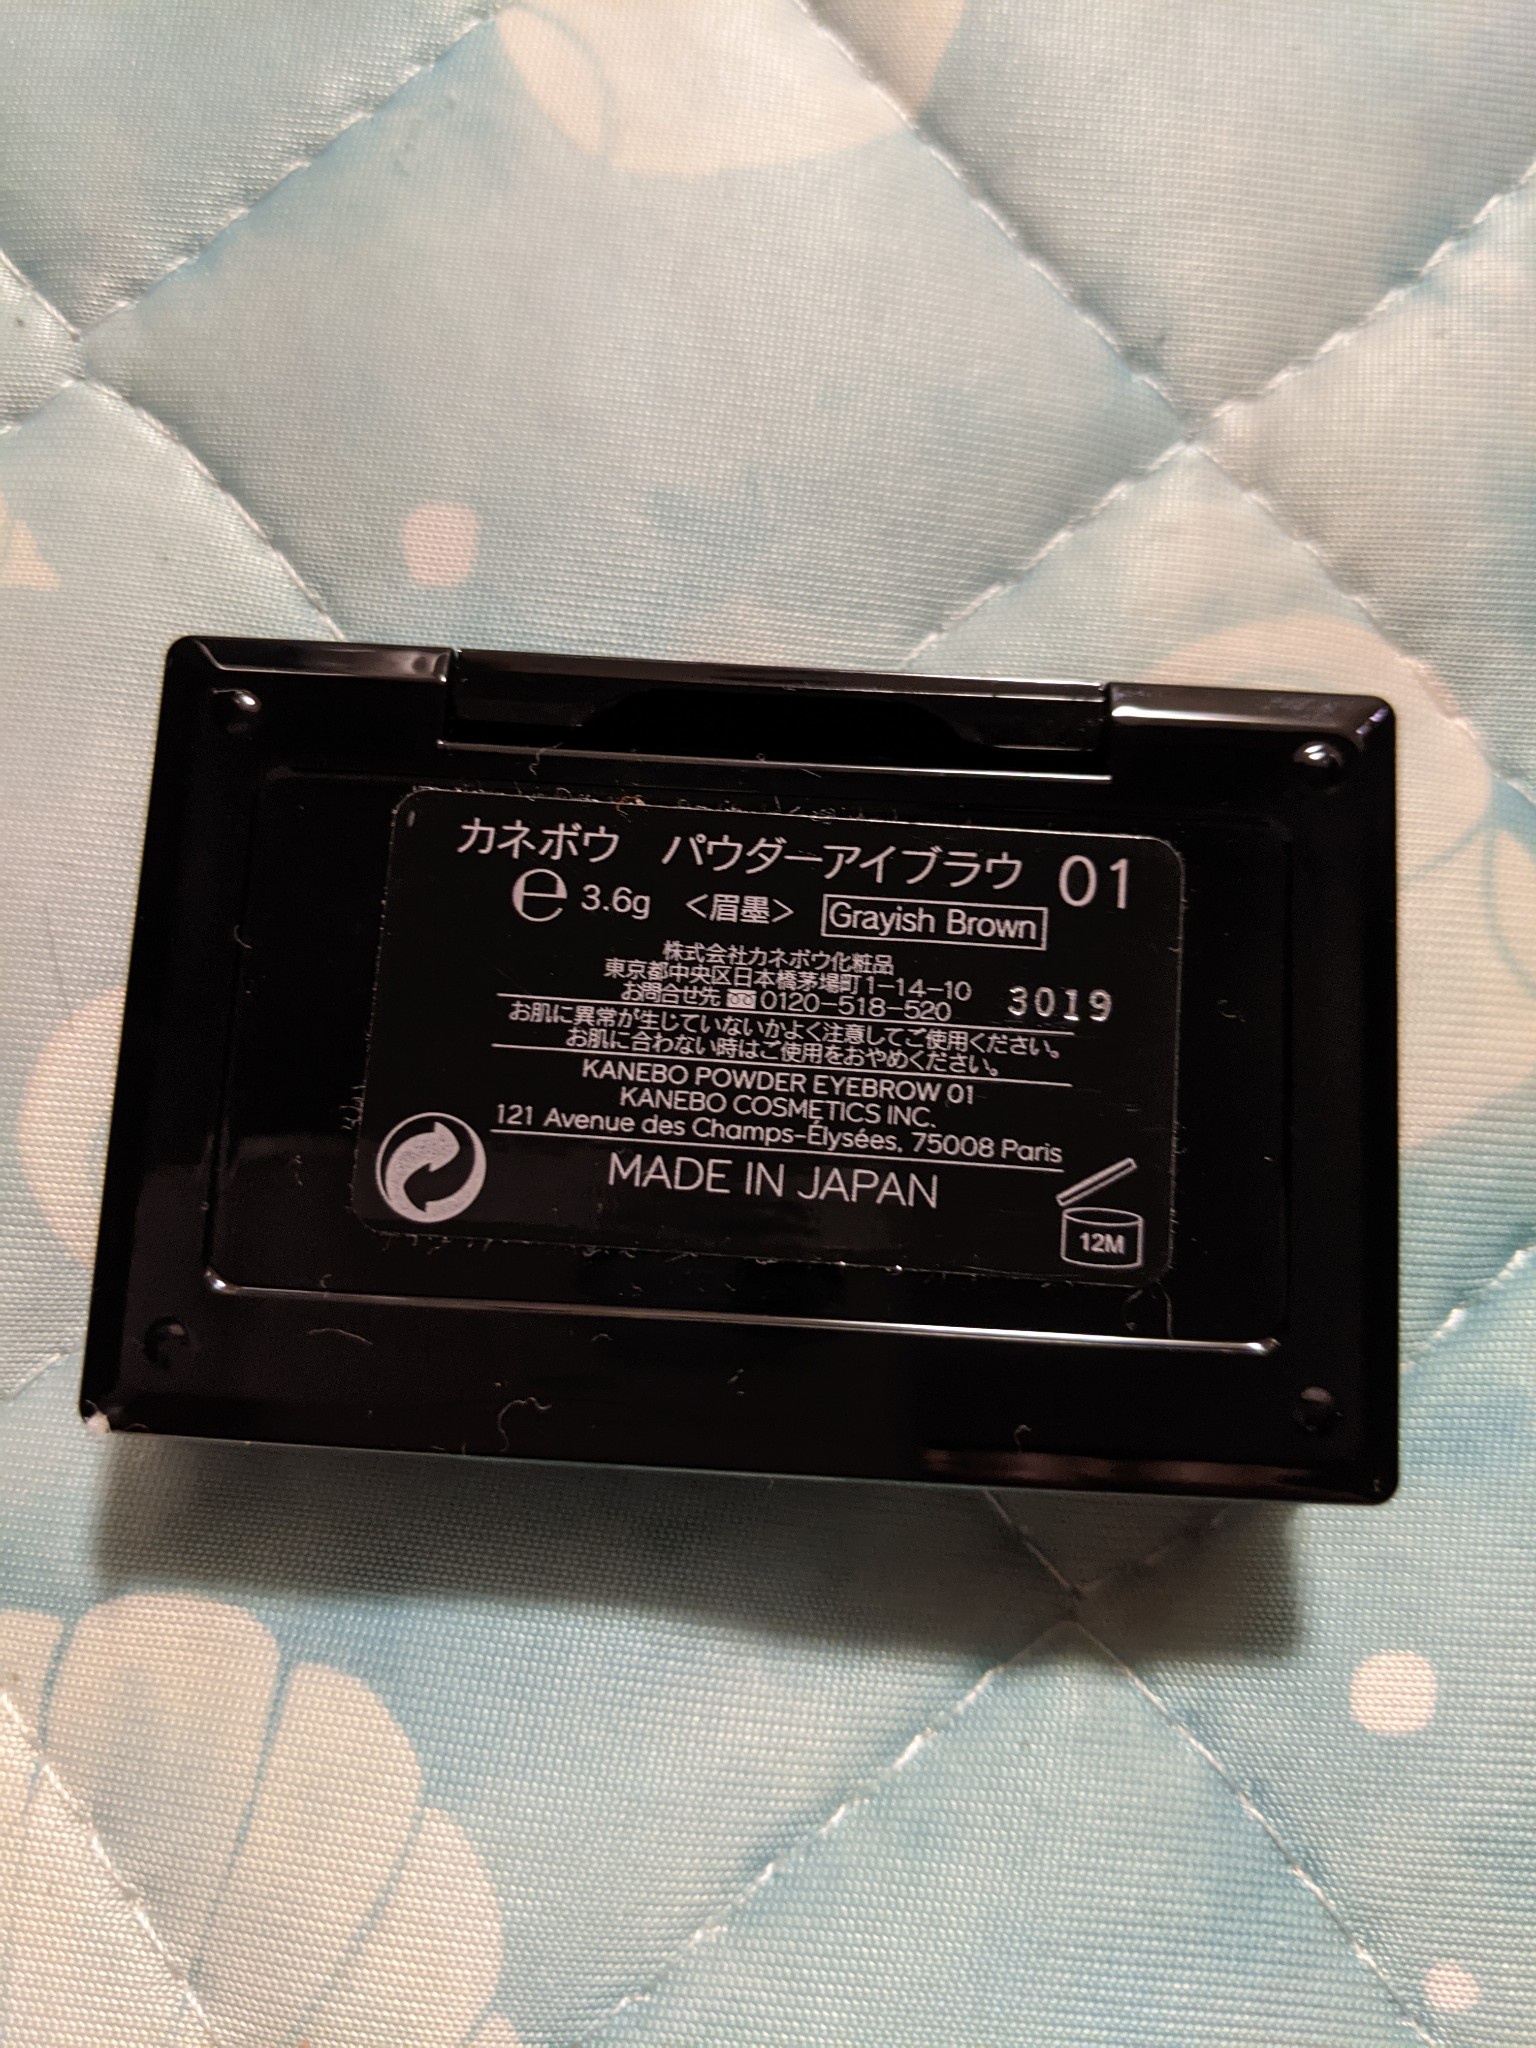 カネボウ　パウダーアイブラウ 01
℮ 3.6g ＜眉墨＞ Grayish Brown
株式会社カネボウ化粧品
東京都中央区日本橋茅場町1-14-10
お問合せ先 0120-518-520
3019
お肌に異常が生じていないかよく注意してご使用ください。
お肌に合わない時はご使用をおやめください。
KANEBO POWDER EYEBROW 01
KANEBO COSMETICS INC.
121 Avenue des Champs-Élysées, 75008 Paris
MADE IN JAPAN
12M